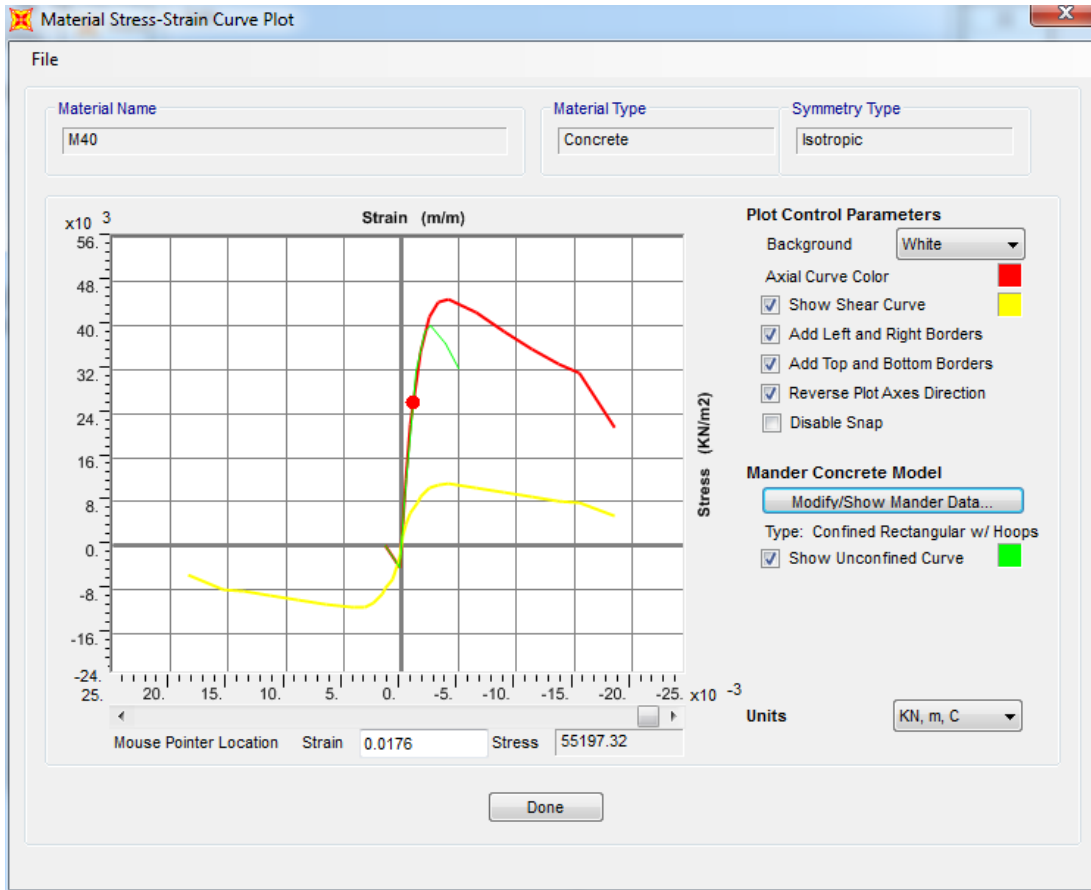 Material Stress-Strain Curve Plot
x
File
Material Name
M40
Material Type
Concrete
Symmetry Type
Isotropic
x10 3
Strain (m/m)
56.
48.
40.
32.
24.
16.
8.
0.
-8.
-16.
-24.
25. 20. 15. 10. 5. 0. -5. -10. -15. -20. -25. x10 -3
Stress (KN/m2)
Mouse Pointer Location Strain 0.0176 Stress 55197.32
Plot Control Parameters
Background White
Axial Curve Color
Show Shear Curve
Add Left and Right Borders
Add Top and Bottom Borders
Reverse Plot Axes Direction
Disable Snap
Mander Concrete Model
Modify/Show Mander Data...
Type: Confined Rectangular w/ Hoops
Show Unconfined Curve
Units KN, m, C
Done